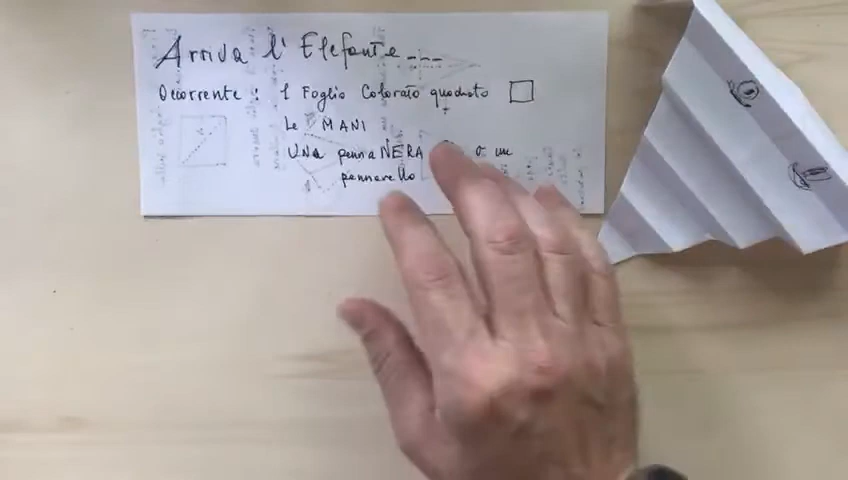 Arriva l' Elefante ---
Occorrente : 1 Foglio Colorato quadrato
Le MANI
UNA penna NERA o un
pennarello